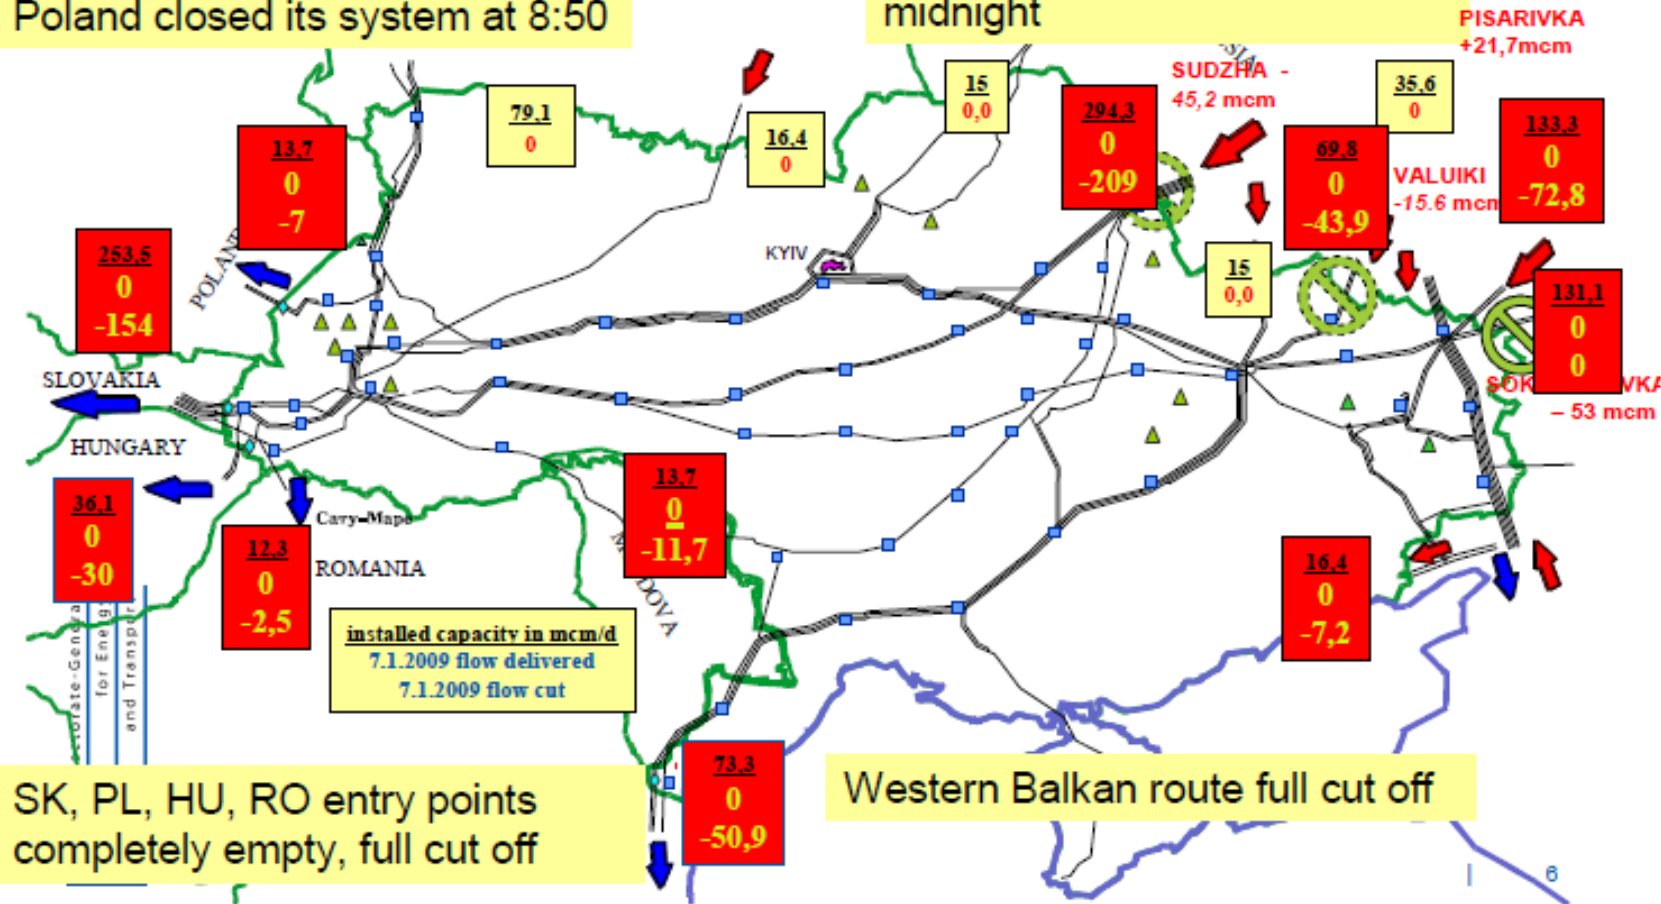 Poland closed its system at 8:50
midnight
PISARIVKA
+21,7mcm
SUDZHA -
45,2 mcm
15
0,0
35,6
0
294,3
0
-209
133,3
0
-72,8
79,1
0
16,4
0
13,7
0
-7
69,8
0
-43,9
VALUIKI
-15.6 mcm
253,5
0
-154
POLAND
KYIV
15
0,0
131,1
0
0
SLOVAKIA
– 53 mcm
HUNGARY
36,1
0
-30
13,7
0
-11,7
Cavy-Maps
12,3
0
-2,5
ROMANIA
16,4
0
-7,2
installed capacity in mcm/d
7.1.2009 flow delivered
7.1.2009 flow cut
for Energy
and Transport
SK, PL, HU, RO entry points
completely empty, full cut off
73,3
0
-50,9
Western Balkan route full cut off
| 6